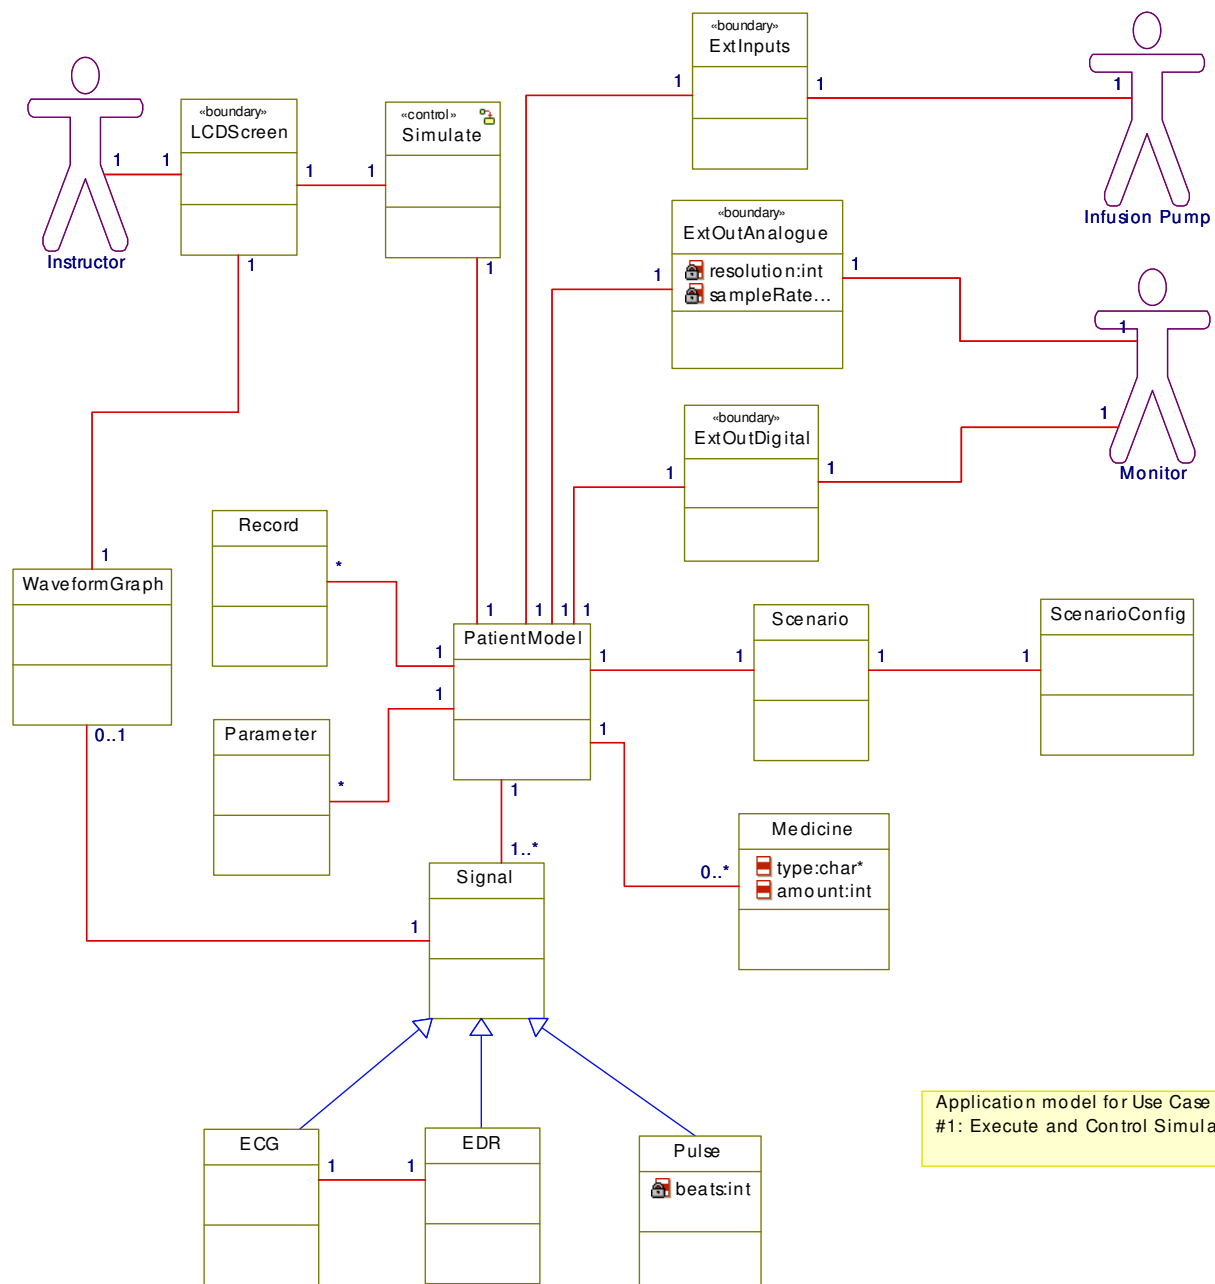 «boundary»
ExtInputs
1
1
1
Infusion Pump
«boundary»
LCDScreen
1
1
1
1
Instructor
1
«control»
Simulate
1
«boundary»
ExtOutAnalogue
resolution:int
sampleRate...
1
1
1
Monitor
«boundary»
ExtOutDigital
1
1
1
Record
*
1
WaveformGraph
0..1
1
1
1
1
PatientModel
1
1
1
1
1
Scenario
1
1
1
ScenarioConfig
Parameter
*
1
1..*
Signal
1
Medicine
type:char*
amount:int
0..*
ECG
1
1
EDR
Pulse
beats:int
Application model for Use Case
#1: Execute and Control Simula